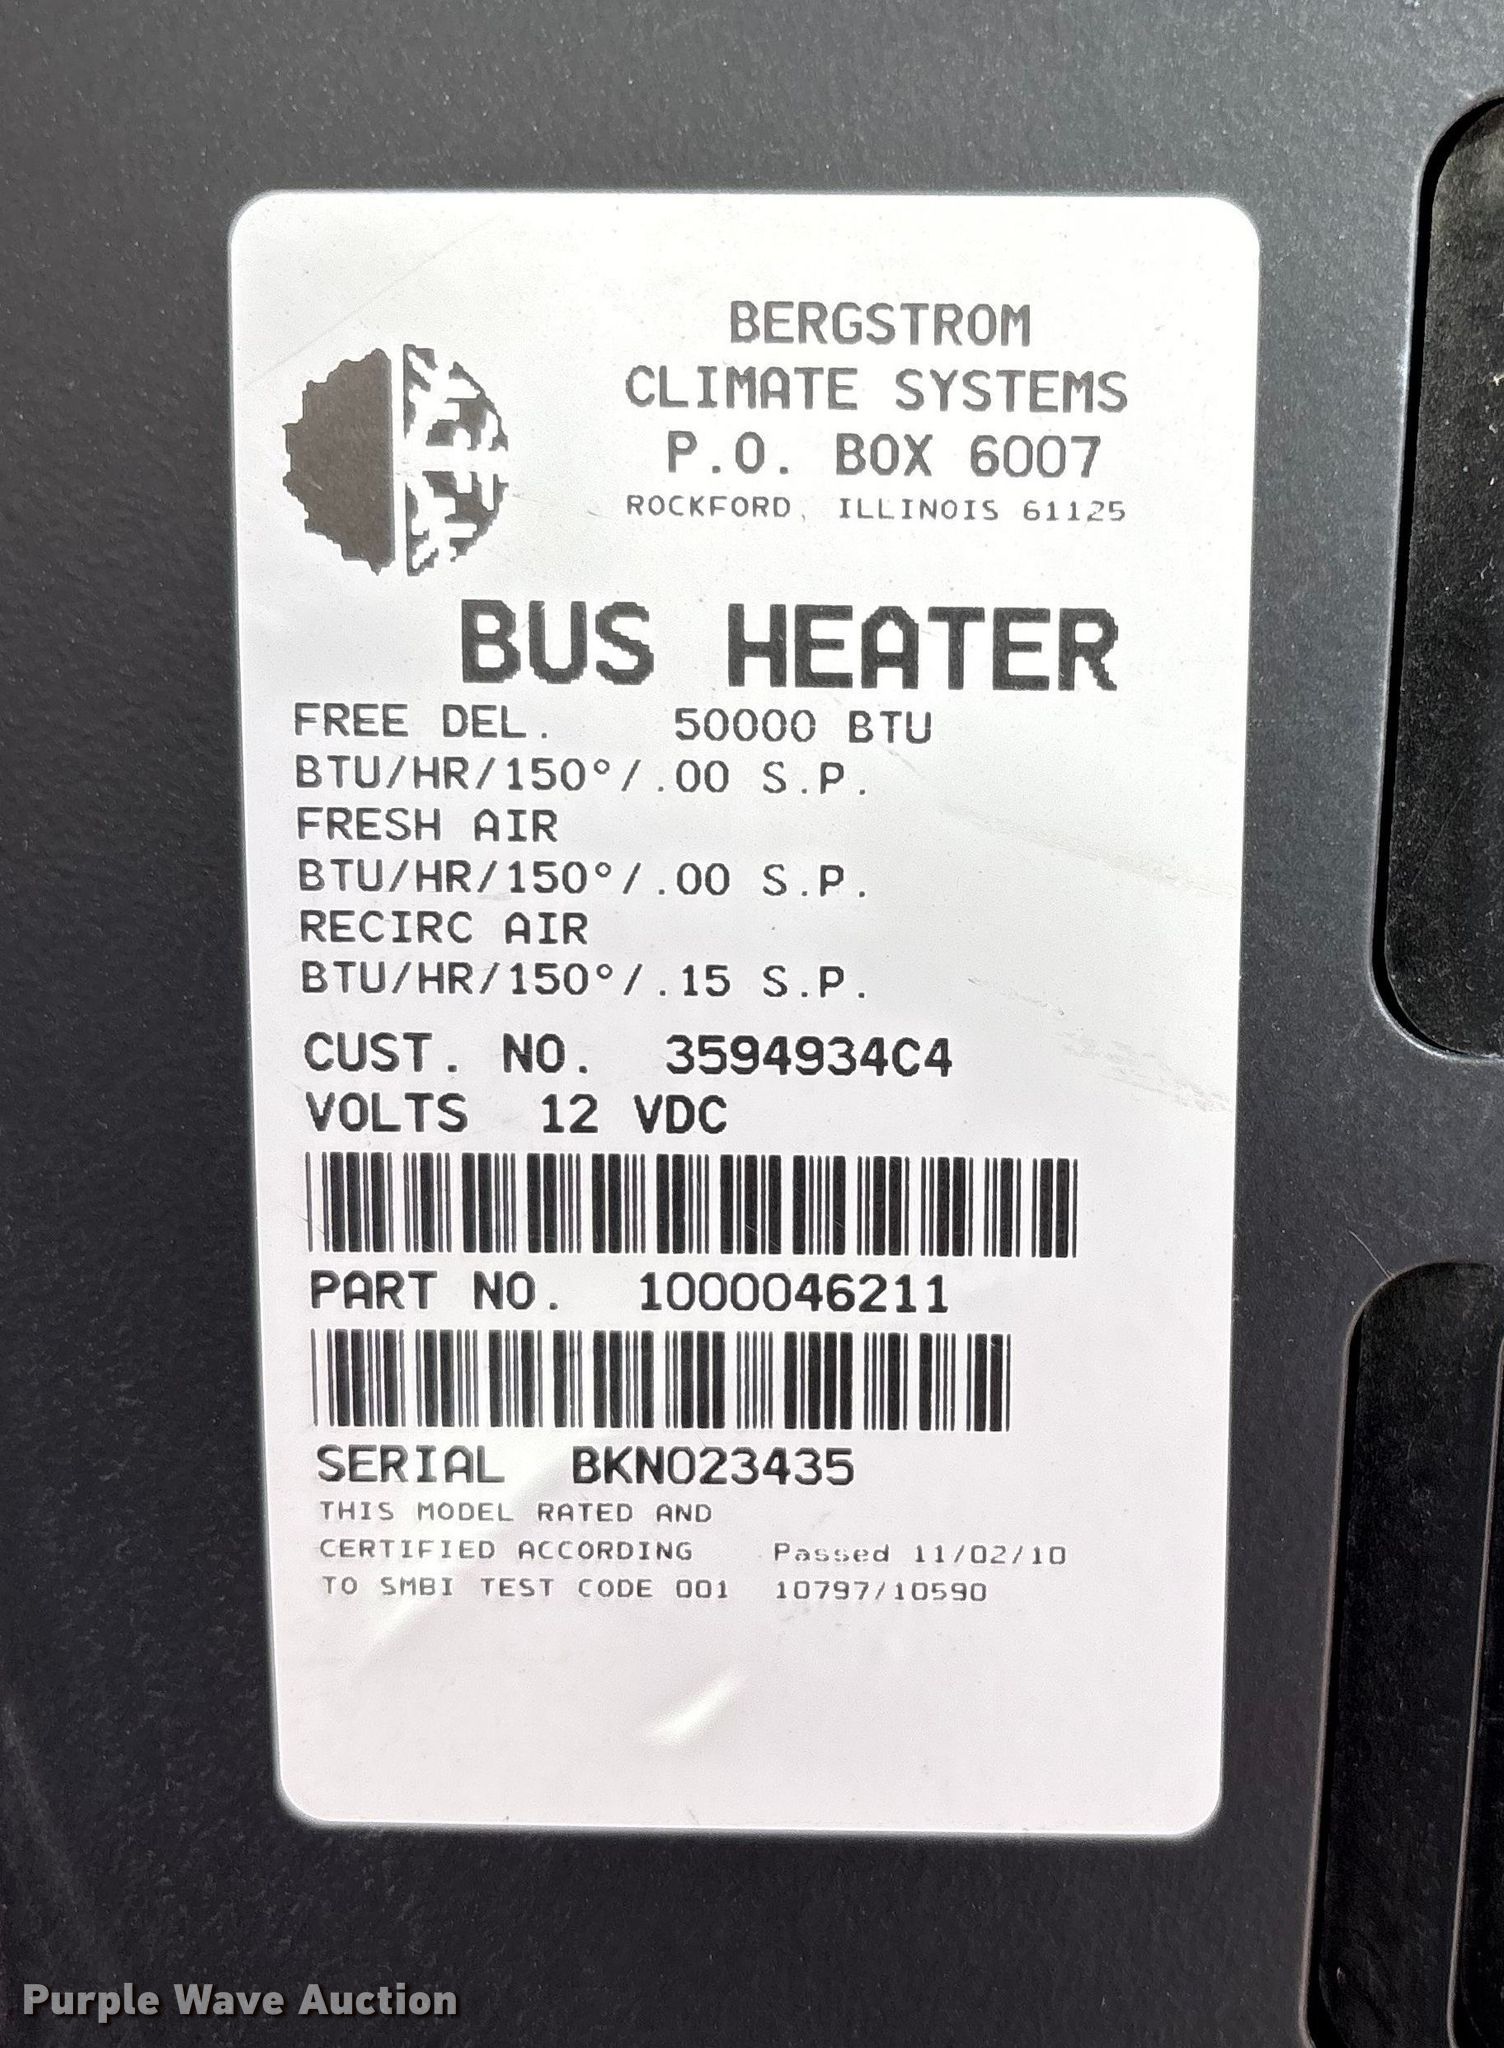 BERGSTROM
CLIMATE SYSTEMS
P.O. BOX 6007
ROCKFORD, ILLINOIS 61125
BUS HEATER
FREE DEL. 50000 BTU
BTU/HR/150°/.00 S.P.
FRESH AIR
BTU/HR/150°/.00 S.P.
RECIRC AIR
BTU/HR/150°/.15 S.P.
CUST. NO. 3594934C4
VOLTS 12 VDC
PART NO. 1000046211
SERIAL BKN023435
THIS MODEL RATED AND
CERTIFIED ACCORDING Passed 11/02/10
TO SMBI TEST CODE 001 10797/10590
Purple Wave Auction